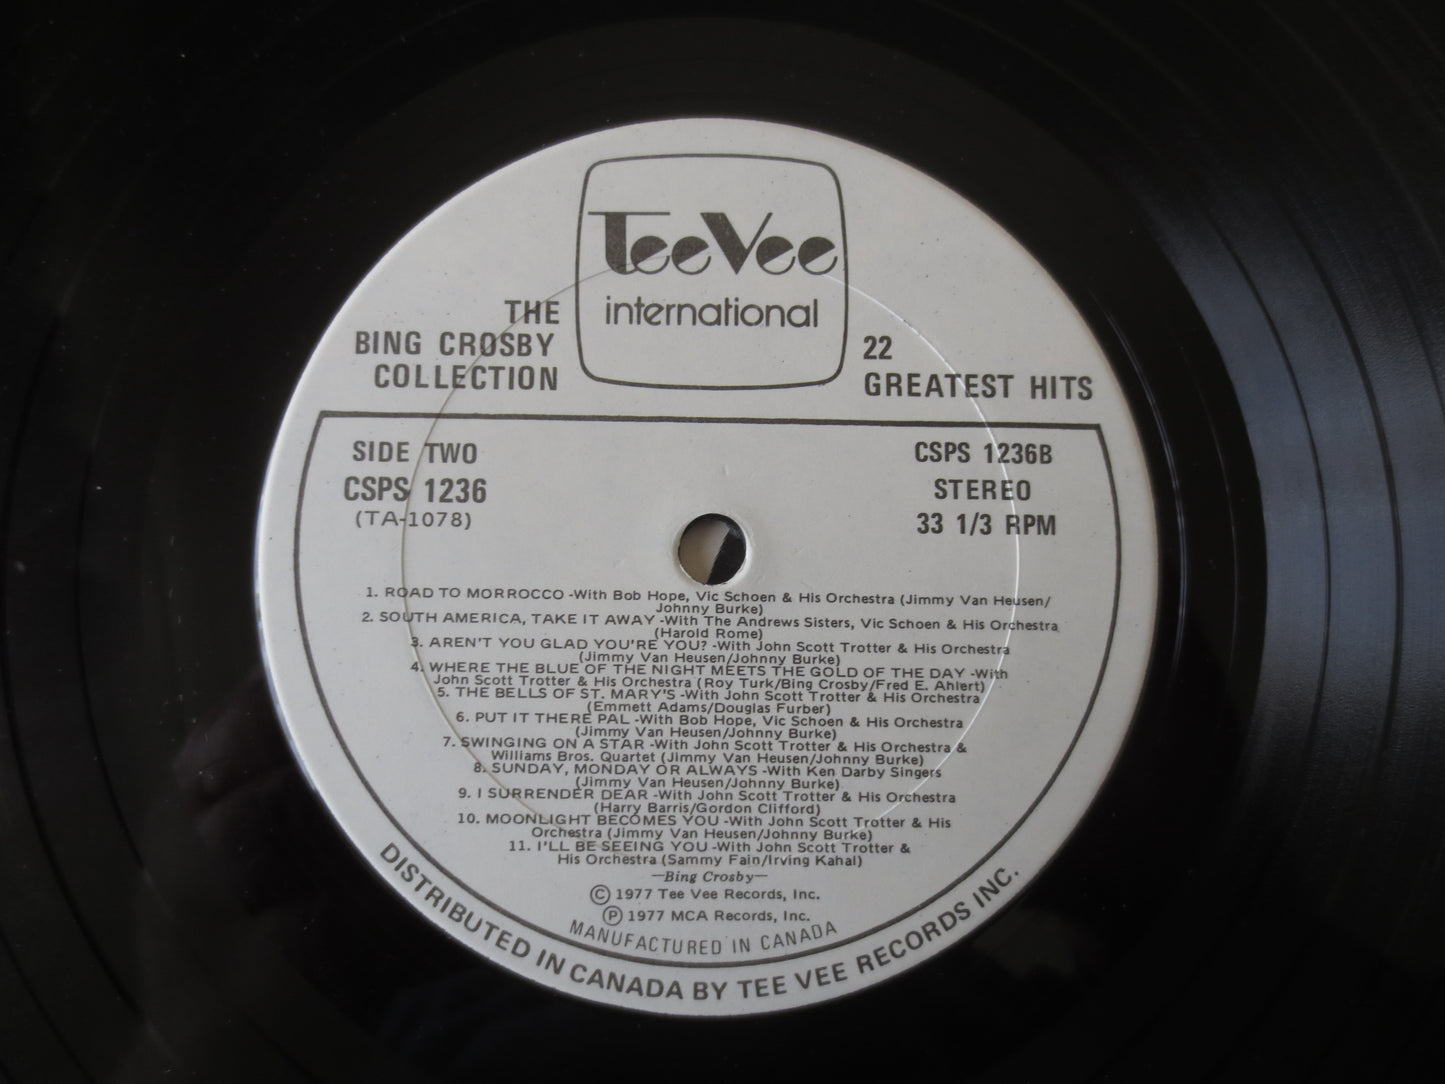 TeeVee
international
THE
BING CROSBY
COLLECTION
22
GREATEST HITS
SIDE TWO
CSPS 1236
(TA-1078)
CSPS 1236B
STEREO
33 1/3 RPM
1. ROAD TO MORROCCO -With Bob Hope, Vic Schoen & His Orchestra (Jimmy Van Heusen/
Johnny Burke)
2. SOUTH AMERICA, TAKE IT AWAY -With The Andrews Sisters, Vic Schoen & His Orchestra
(Harold Rome)
3. AREN'T YOU GLAD YOU'RE YOU? -With John Scott Trotter & His Orchestra
(Jimmy Van Heusen/Johnny Burke)
4. WHERE THE BLUE OF THE NIGHT MEETS THE GOLD OF THE DAY -With
John Scott Trotter & His Orchestra (Roy Turk/Bing Crosby/Fred E. Ahlert)
5. THE BELLS OF ST. MARY'S -With John Scott Trotter & His Orchestra
(Emmett Adams/Douglas Furber)
6. PUT IT THERE PAL -With Bob Hope, Vic Schoen & His Orchestra
(Jimmy Van Heusen/Johnny Burke)
7. SWINGING ON A STAR -With John Scott Trotter & His Orchestra &
Williams Bros. Quartet (Jimmy Van Heusen/Johnny Burke)
8. SUNDAY, MONDAY OR ALWAYS -With Ken Darby Singers
(Jimmy Van Heusen/Johnny Burke)
9. I SURRENDER DEAR -With John Scott Trotter & His Orchestra
(Harry Barris/Gordon Clifford)
10. MOONLIGHT BECOMES YOU -With John Scott Trotter & His
Orchestra (Jimmy Van Heusen/Johnny Burke)
11. I'LL BE SEEING YOU -With John Scott Trotter &
His Orchestra (Sammy Fain/Irving Kahal)
—Bing Crosby—
© 1977 Tee Vee Records, Inc.
℗ 1977 MCA Records, Inc.
MANUFACTURED IN CANADA
DISTRIBUTED IN CANADA BY TEE VEE RECORDS INC.